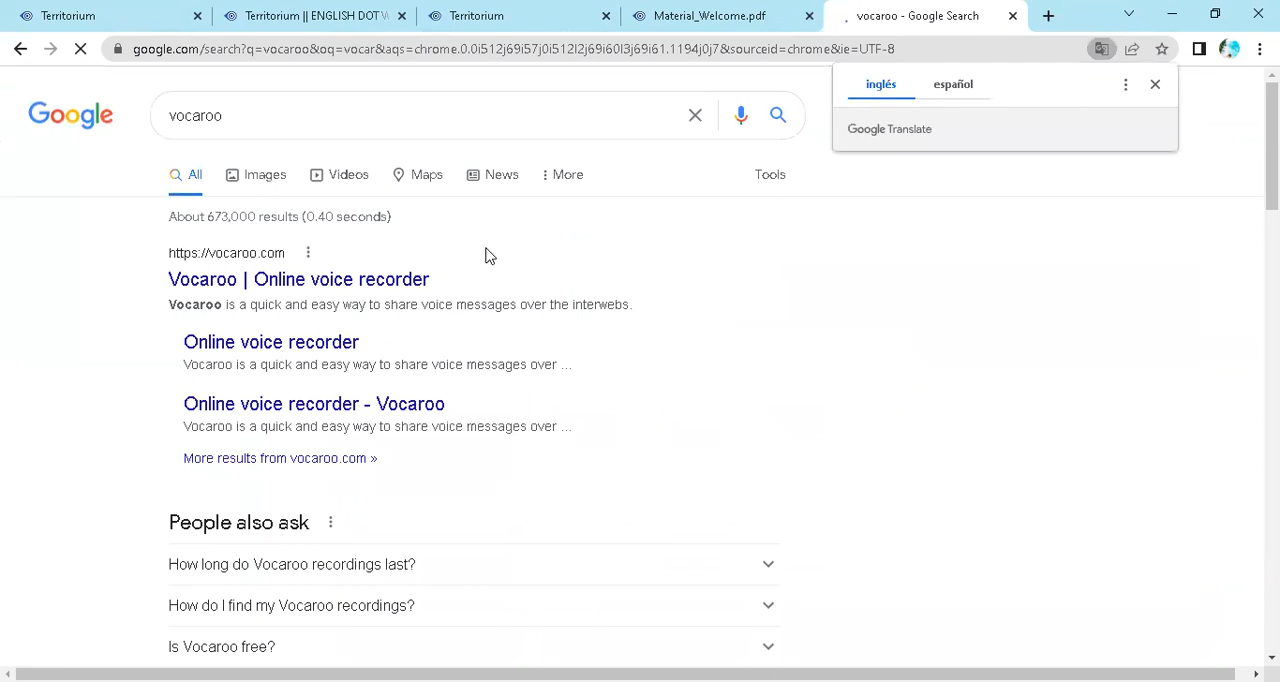 Territorium
Territorium || ENGLISH DOT W
Territorium
Material_Welcome.pdf
vocaroo - Google Search
google.com/search?q=vocaroo&oq=vocar&aqs=chrome.0.0i512j69i57j0i512l2j69i60l3j69i61.1194j0j7&sourceid=chrome&ie=UTF-8
inglés español
Google Translate
Google
vocaroo
All Images Videos Maps News More Tools
About 673,000 results (0.40 seconds)
https://vocaroo.com
Vocaroo | Online voice recorder
Vocaroo is a quick and easy way to share voice messages over the interwebs.
Online voice recorder
Vocaroo is a quick and easy way to share voice messages over ...
Online voice recorder - Vocaroo
Vocaroo is a quick and easy way to share voice messages over ...
More results from vocaroo.com »
People also ask
How long do Vocaroo recordings last?
How do I find my Vocaroo recordings?
Is Vocaroo free?